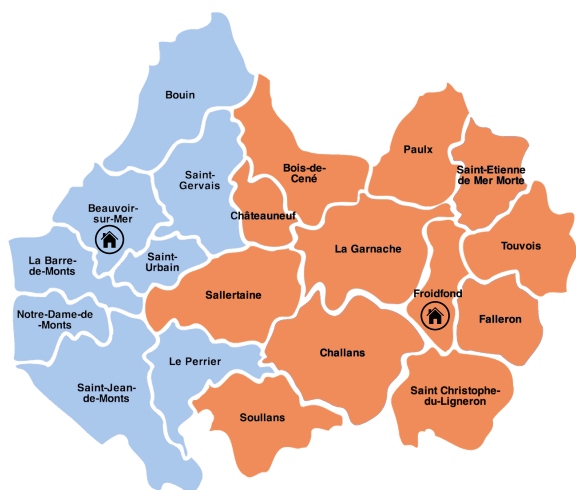 Bouin
Saint-
Gervais
Bois-de-
Cené
Paulx
Saint-Etienne
de Mer Morte
Beauvoir-
sur-Mer
Châteauneuf
La Garnache
Touvois
La Barre-
de-Monts
Saint-
Urbain
Sallertaine
Froidfond
Notre-Dame-de
-Monts
Falleron
Le Perrier
Challans
Saint-Jean-
de-Monts
Soullans
Saint Christophe-
du-Ligneron